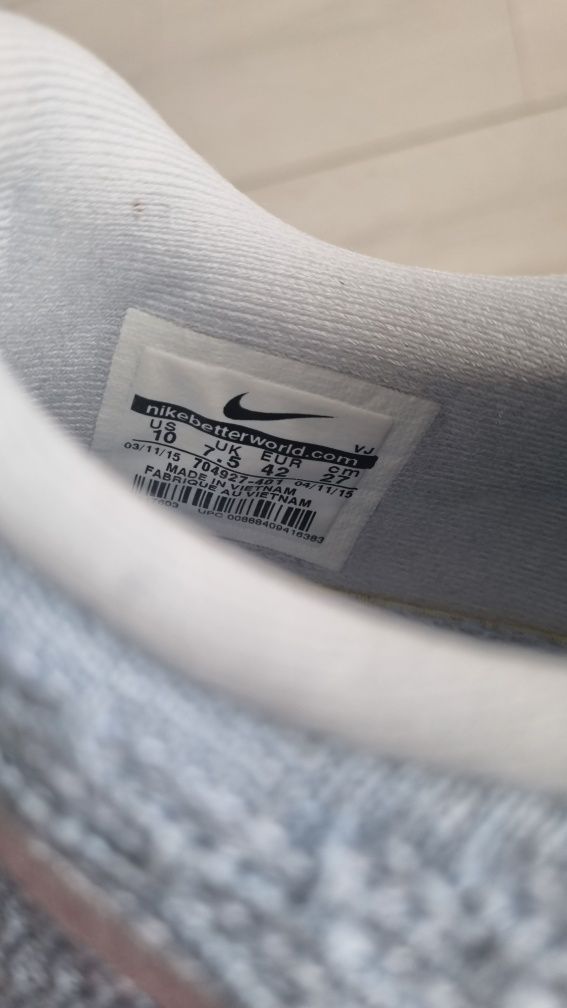 nikebetterworld.com VJ
US UK EUR cm
10 7.5 42 27
03/11/15 704927-401 04/11/15
MADE IN VIETNAM
FABRIQUE AU VIETNAM
UPC 00888409416383